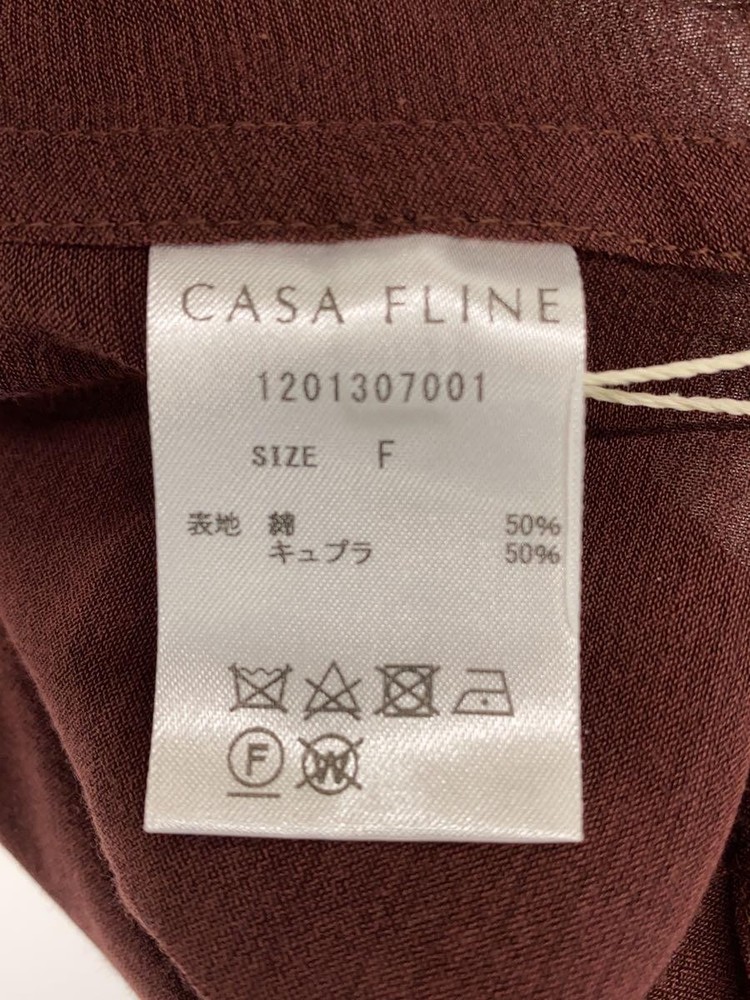 CASA FLINE
1201307001
SIZE F
表地 綿 50%
キュプラ 50%
F W